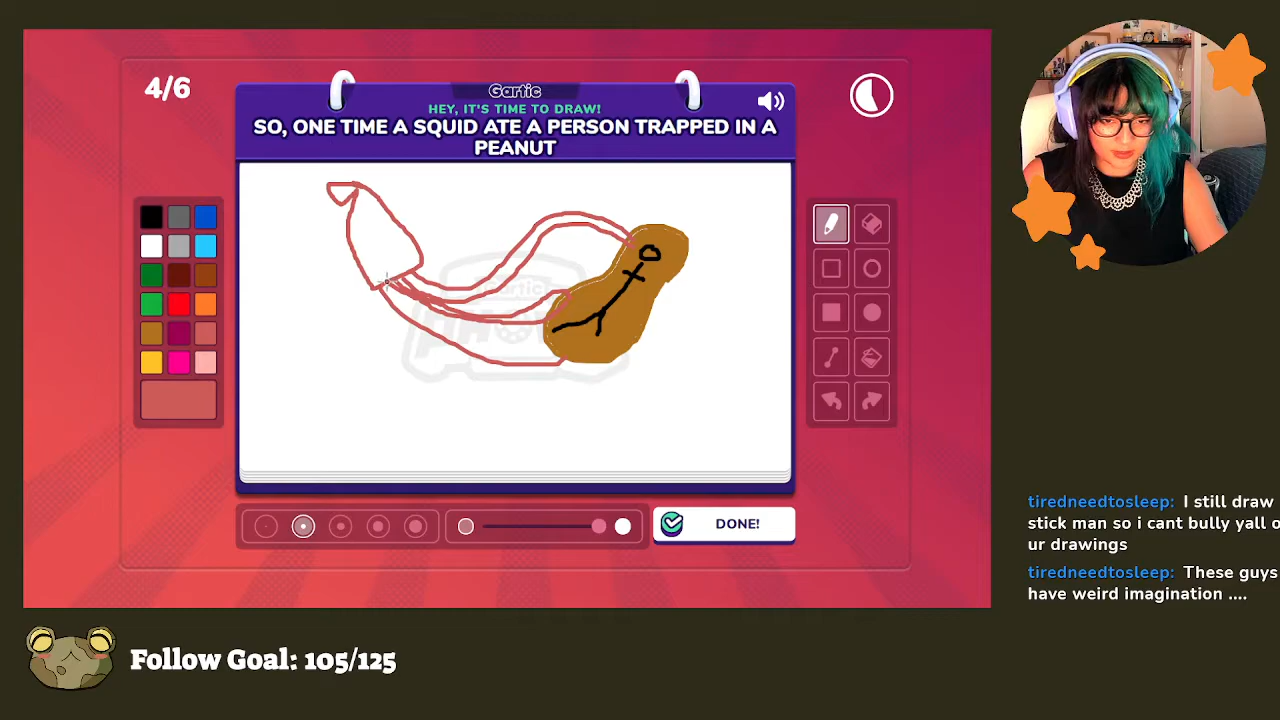 4/6
Gartic
HEY, IT'S TIME TO DRAW!
SO, ONE TIME A SQUID ATE A PERSON TRAPPED IN A
PEANUT
Gartic
DONE!
tiredneedtosleep: I still draw
stick man so i cant bully yall o
ur drawings
tiredneedtosleep: These guys
have weird imagination ....
Follow Goal: 105/125